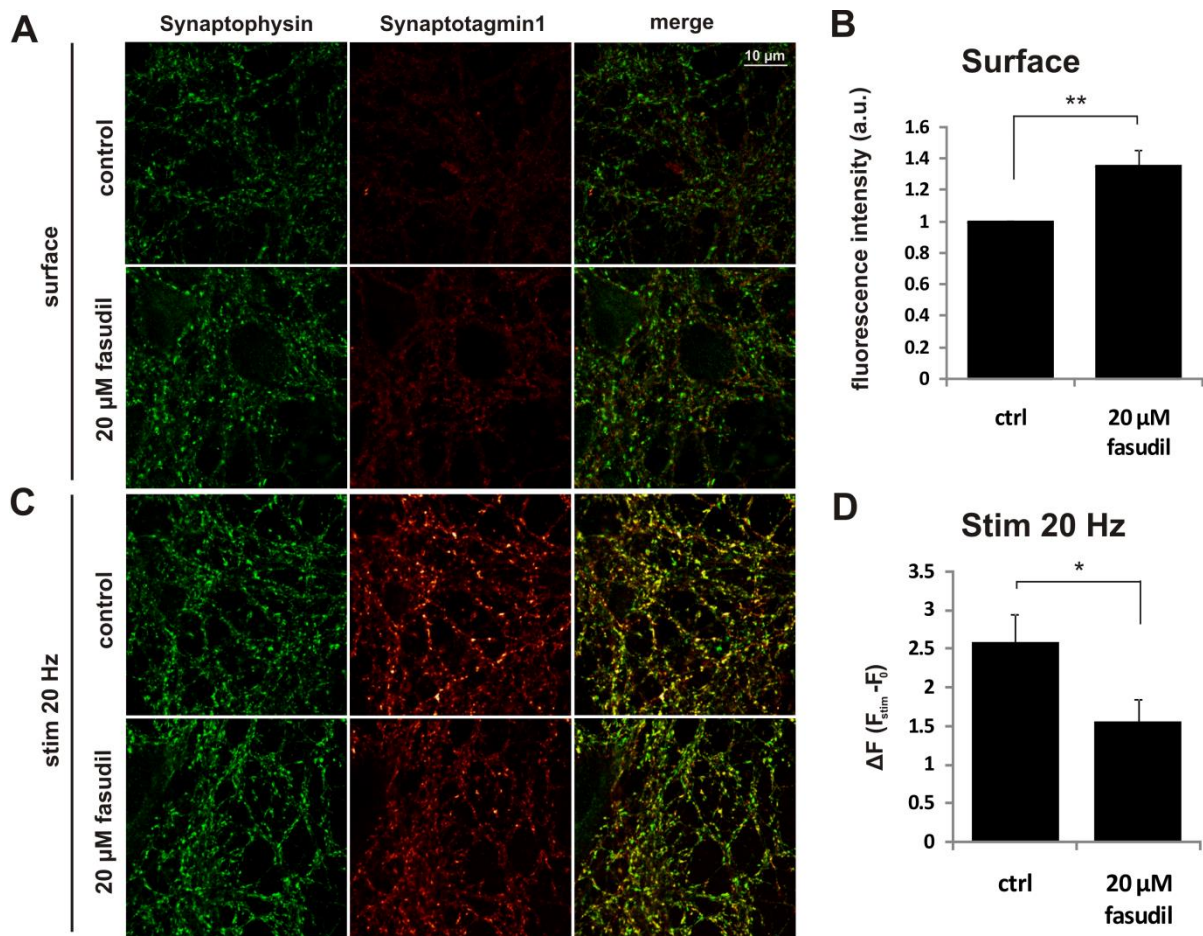 A
Synaptophysin
Synaptotagmin1
merge
10 µm
surface
control
20 µM fasudil
B
Surface
**
fluorescence intensity (a.u.)
1.6
1.4
1.2
1
0.8
0.6
0.4
0.2
0
ctrl
20 µM
fasudil
C
stim 20 Hz
control
20 µM fasudil
D
Stim 20 Hz
*
ΔF (Fstim -F0)
3.5
3
2.5
2
1.5
1
0.5
0
ctrl
20 µM
fasudil